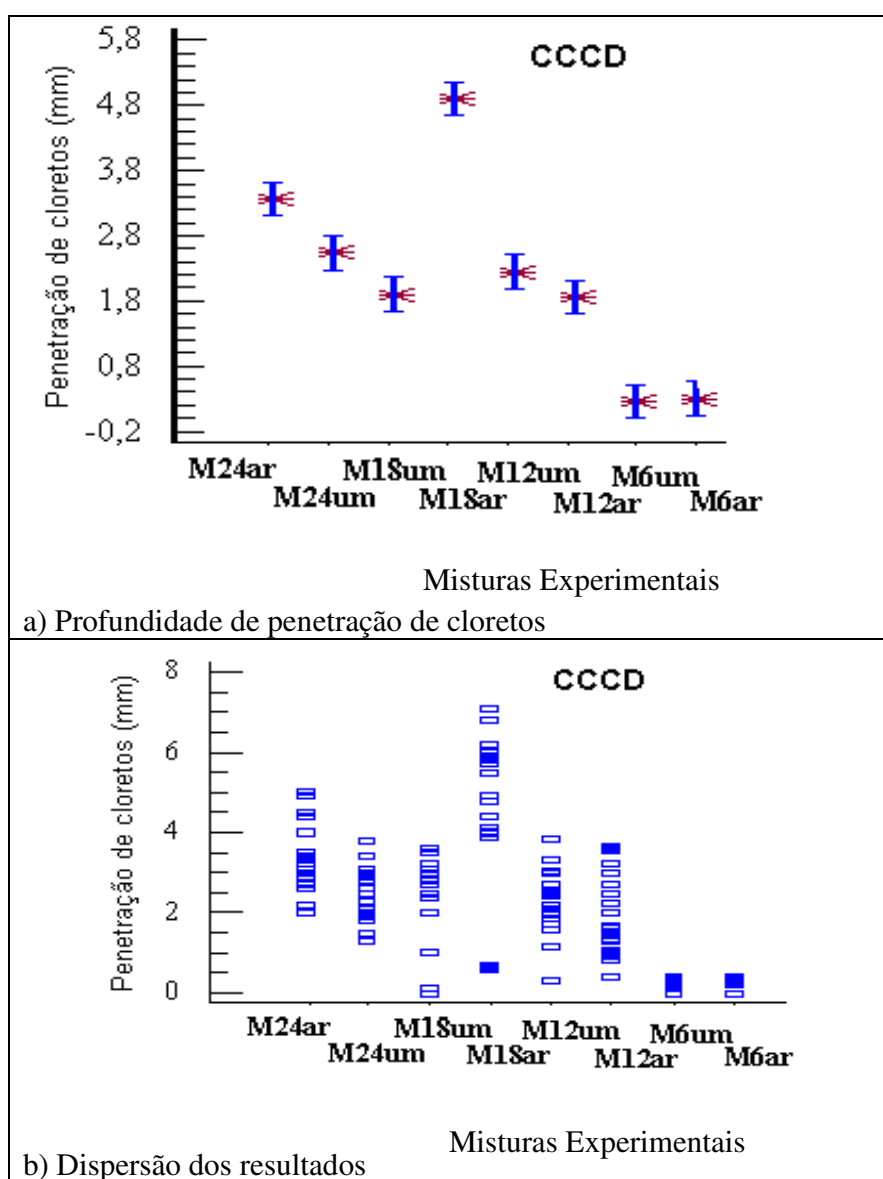 CCCD
Penetração de cloretos (mm)
5,8
4,8
3,8
2,8
1,8
0,8
-0,2
M24ar
M24um
M18um
M18ar
M12um
M12ar
M6um
M6ar
Misturas Experimentais
a) Profundidade de penetração de cloretos
CCCD
Penetração de cloretos (mm)
8
6
4
2
0
M24ar
M24um
M18um
M18ar
M12um
M12ar
M6um
M6ar
Misturas Experimentais
b) Dispersão dos resultados